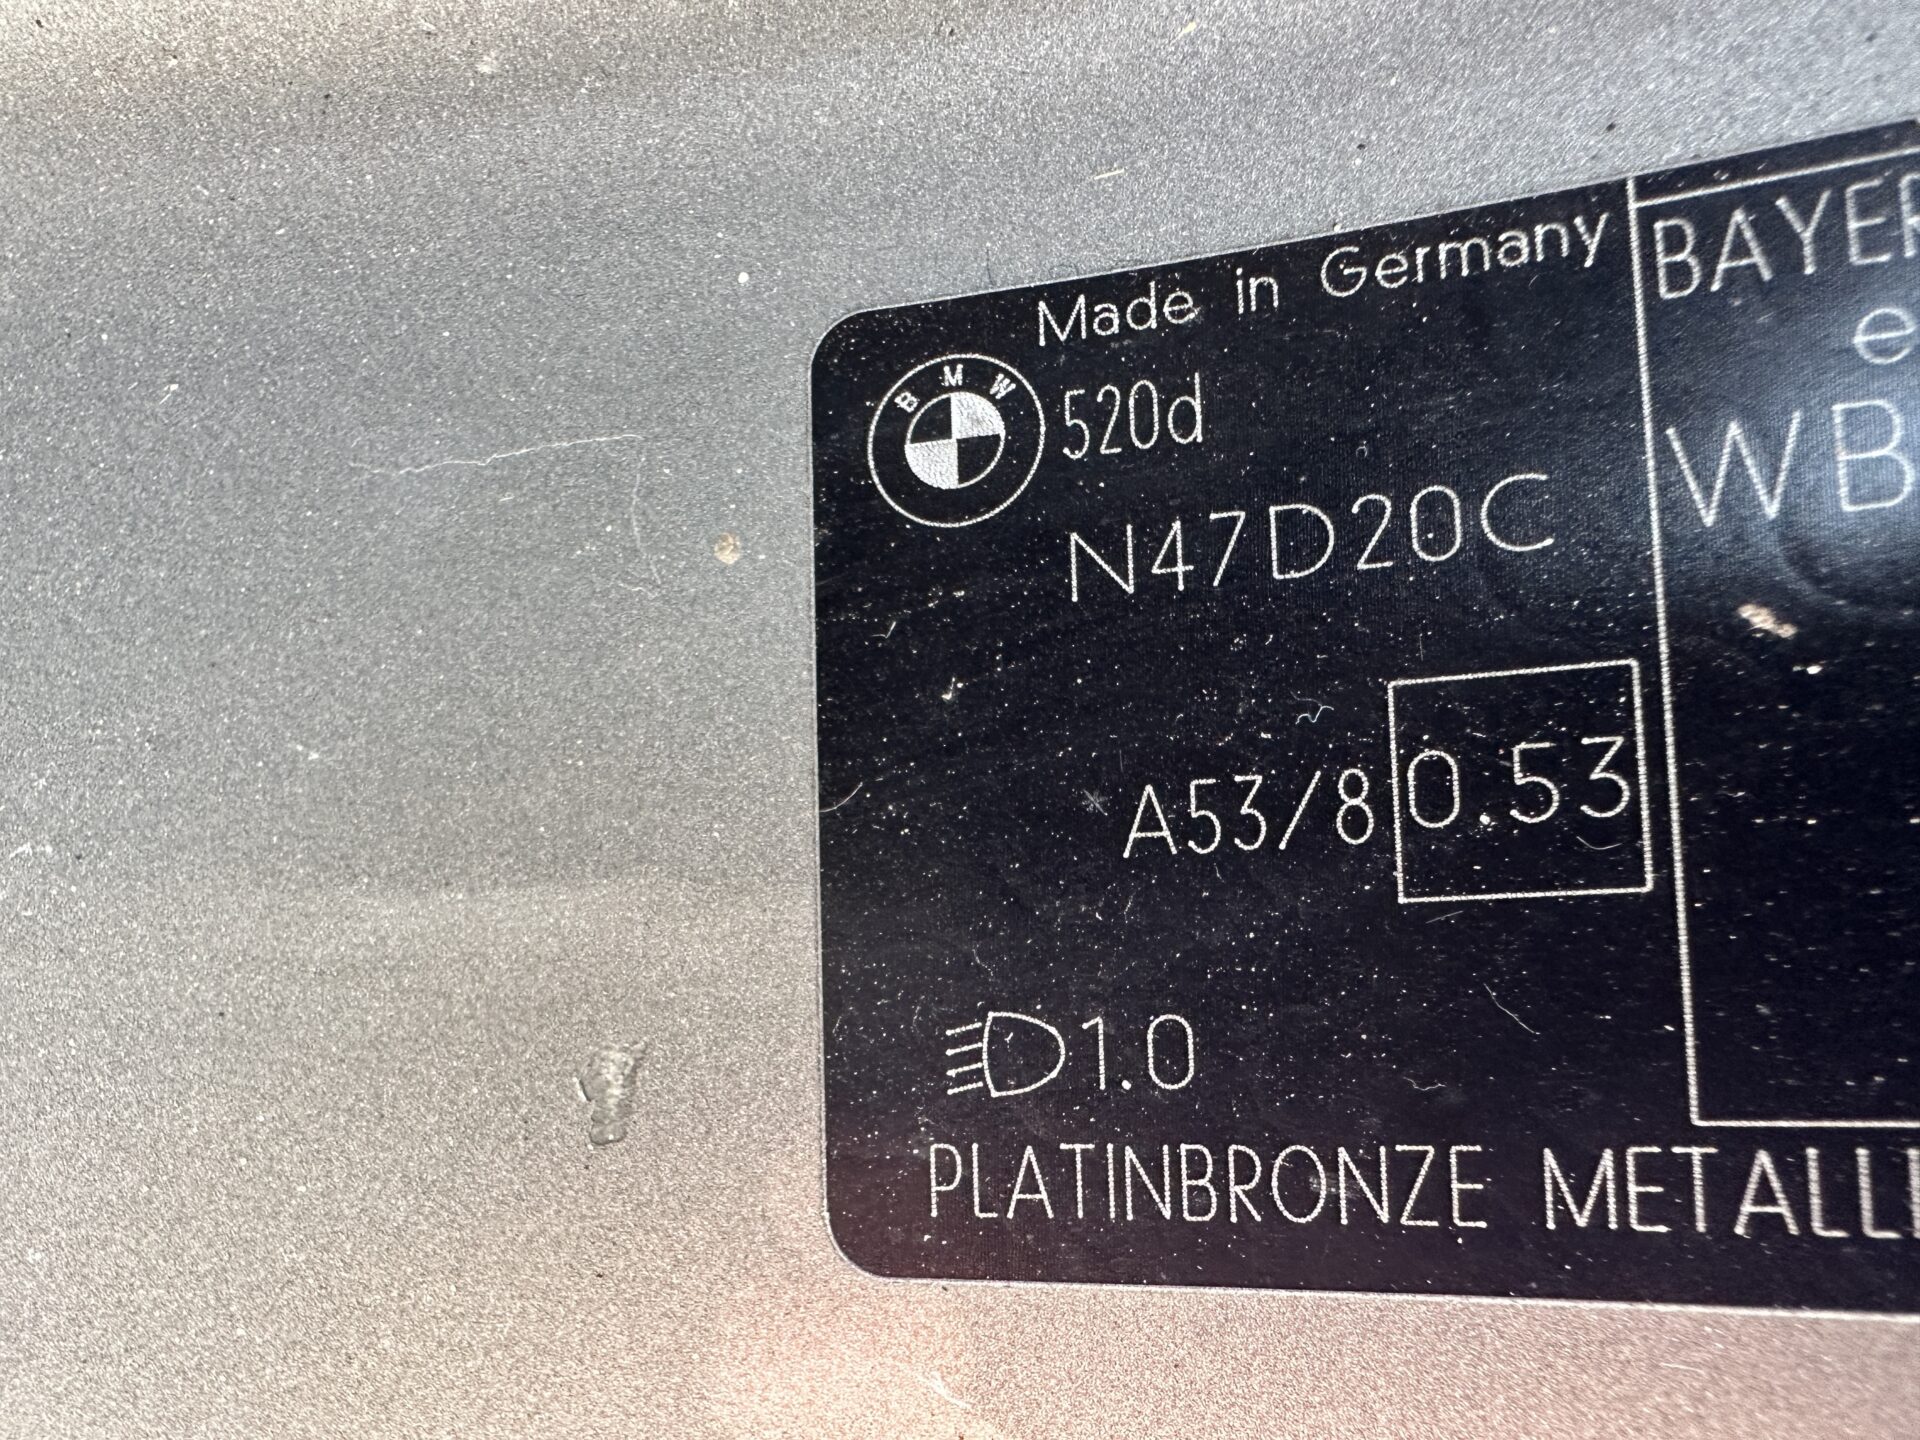 Made in Germany
BMW
520d
N47D20C
A53/8 0.53
1.0
PLATINBRONZE METALLI
BAYER
e
WB